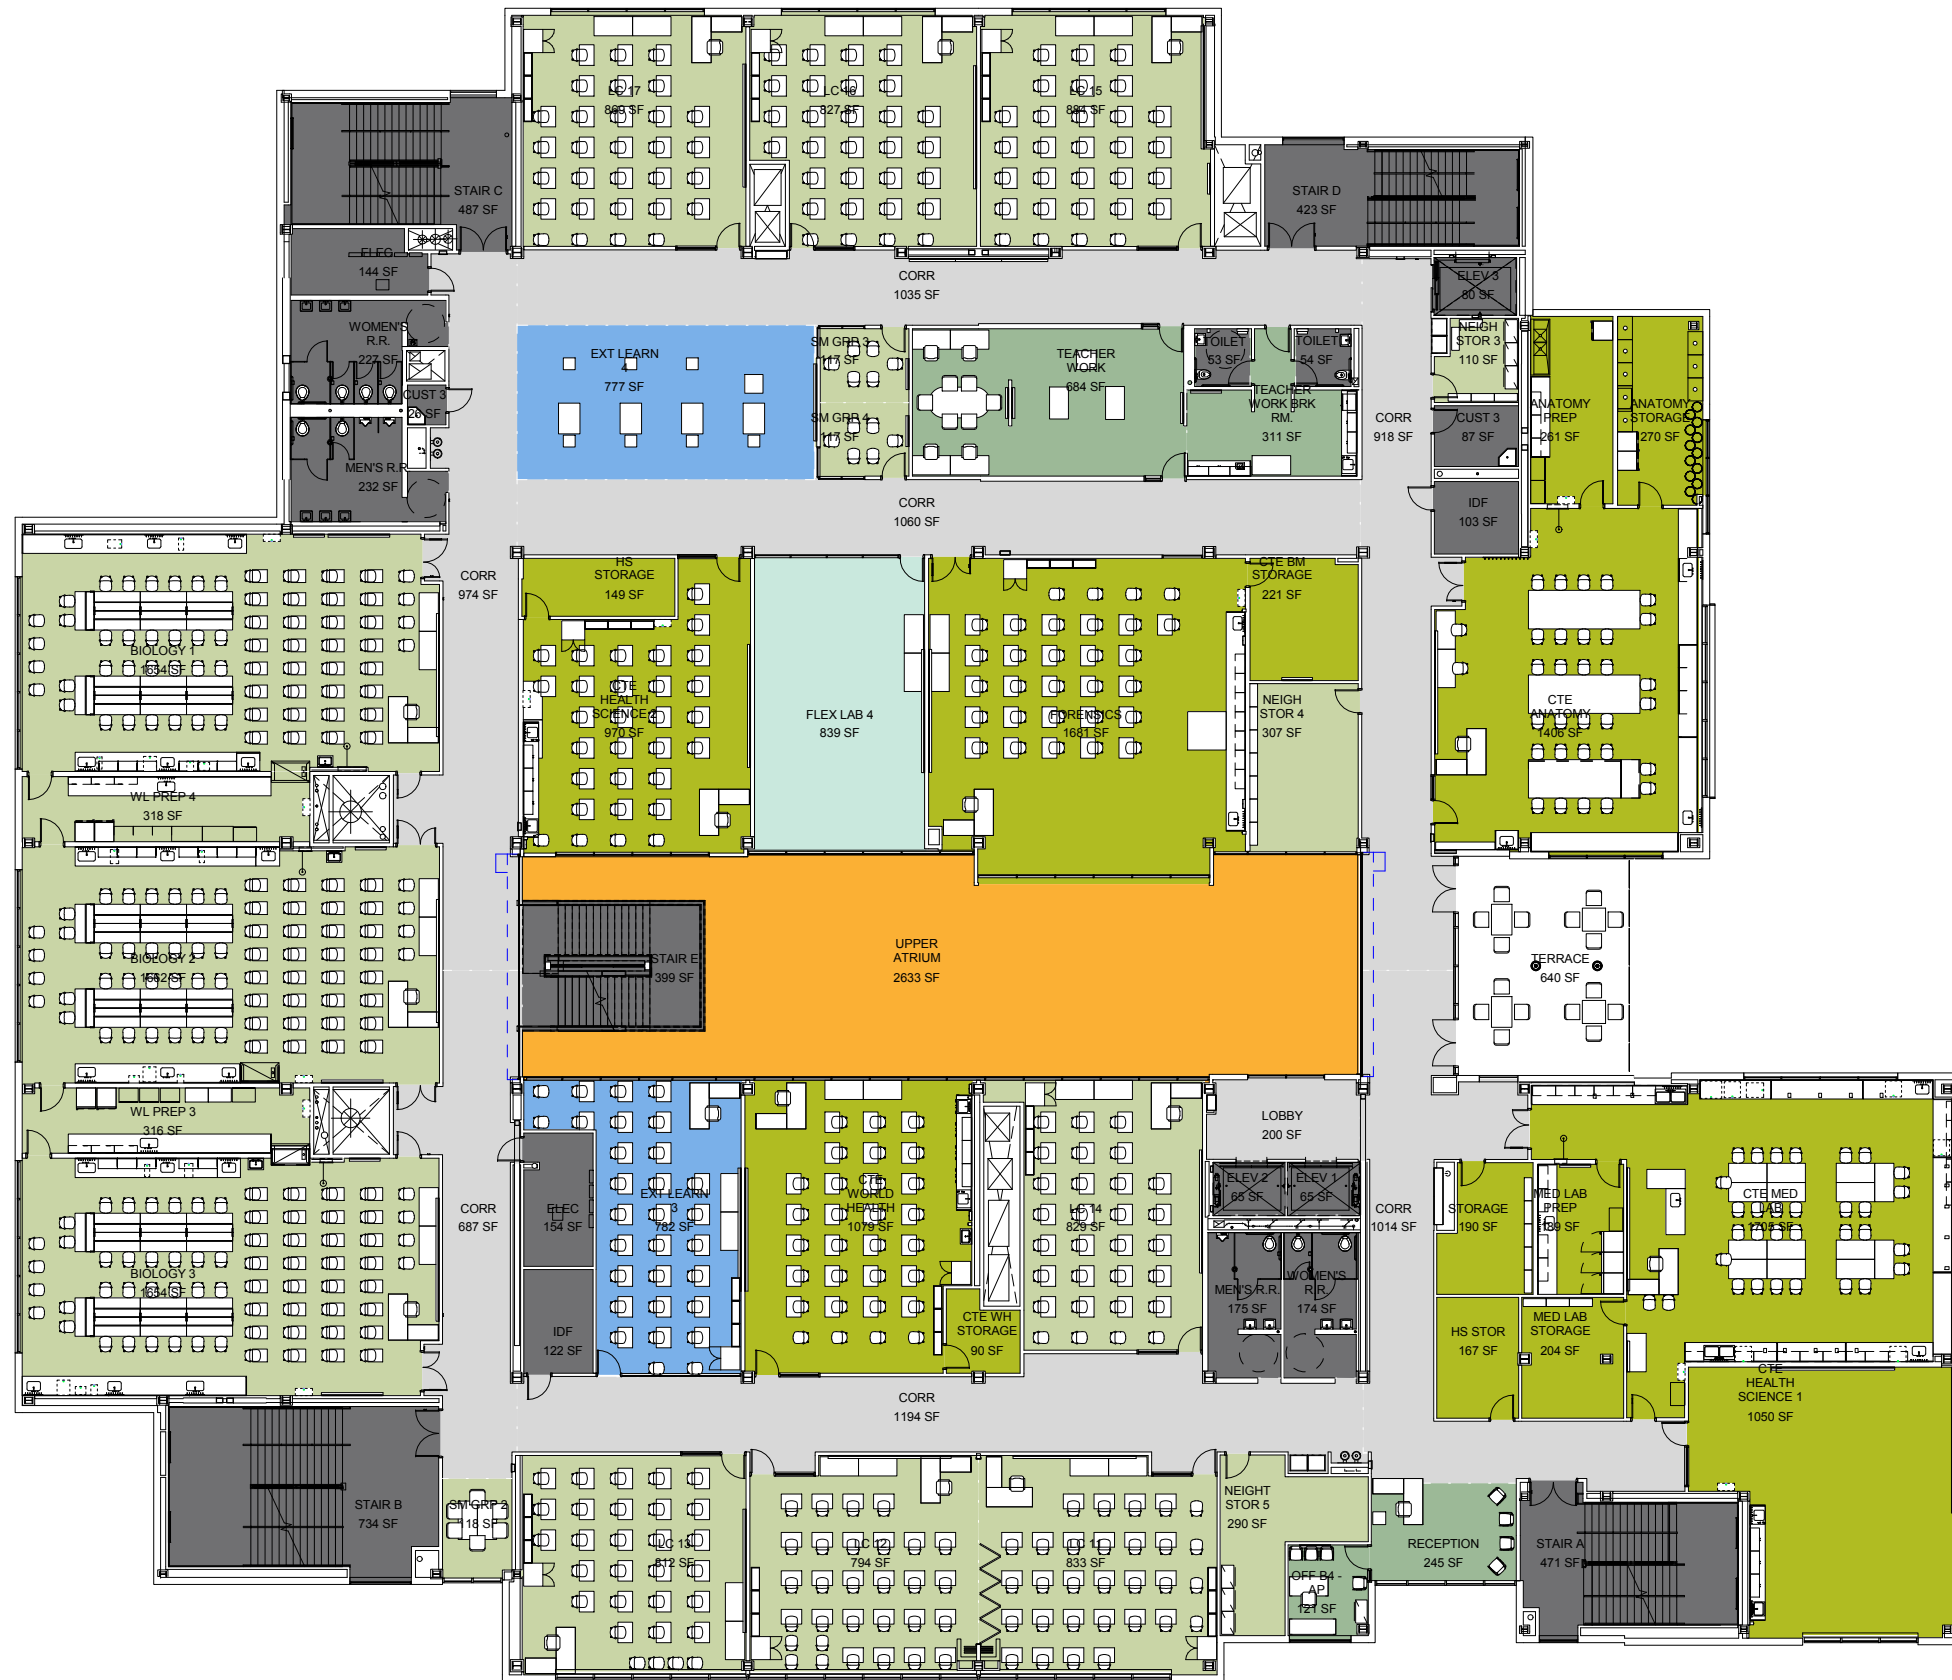 LC 17
869 SF
LC 16
827 SF
LC 15
884 SF
STAIR C
487 SF
STAIR D
423 SF
ELEC
144 SF
CORR
1035 SF
ELEV 3
80 SF
WOMEN'S
R.R.
227 SF
EXT LEARN
4
777 SF
SM GRP 3
117 SF
TEACHER
WORK
684 SF
TOILET
53 SF
TOILET
54 SF
NEIGH
STOR 3
110 SF
CUST 3
26 SF
SM GRP 4
117 SF
TEACHER
WORK BRK
RM.
311 SF
CORR
918 SF
CUST 3
87 SF
ANATOMY
PREP
261 SF
ANATOMY
STORAGE
270 SF
MEN'S R.R.
232 SF
CORR
1060 SF
IDF
103 SF
CORR
974 SF
HS
STORAGE
149 SF
CTE BM
STORAGE
221 SF
BIOLOGY 1
1654 SF
CTE
HEALTH
SCIENCE 2
970 SF
FLEX LAB 4
839 SF
FORENSICS
1681 SF
NEIGH
STOR 4
307 SF
CTE
ANATOMY
1406 SF
WL PREP 4
318 SF
BIOLOGY 2
1662 SF
STAIR E
399 SF
UPPER
ATRIUM
2633 SF
TERRACE
640 SF
WL PREP 3
316 SF
LOBBY
200 SF
CORR
687 SF
ELEC
154 SF
EXT LEARN
3
782 SF
CTE
WORLD
HEALTH
1079 SF
LC 14
829 SF
ELEV 2
65 SF
ELEV 1
65 SF
CORR
1014 SF
STORAGE
190 SF
MED LAB
PREP
189 SF
CTE MED
LAB
1705 SF
BIOLOGY 3
1654 SF
MEN'S R.R.
175 SF
WOMEN'S
R.R.
174 SF
IDF
122 SF
CTE WH
STORAGE
90 SF
HS STOR
167 SF
MED LAB
STORAGE
204 SF
CORR
1194 SF
CTE
HEALTH
SCIENCE 1
1050 SF
STAIR B
734 SF
SM GRP 2
118 SF
LC 13
812 SF
LC 12
794 SF
LC 11
833 SF
NEIGHT
STOR 5
290 SF
RECEPTION
245 SF
STAIR A
471 SF
OFF B4 -
AP
121 SF